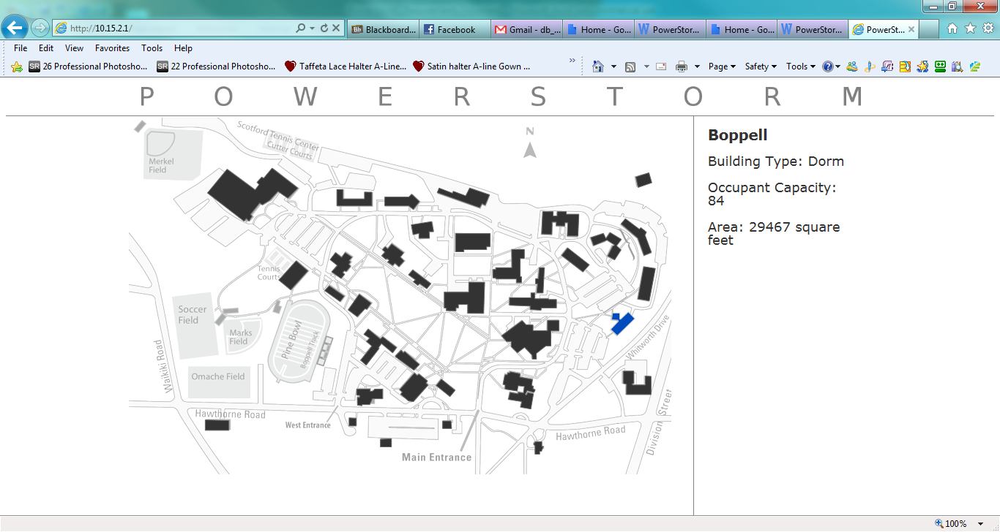 http://10.15.2.1/
Blackboard...
Facebook
Gmail - db_...
Home - Go...
PowerStor...
Home - Go...
PowerStor...
PowerSt...
File Edit View Favorites Tools Help
SR 26 Professional Photosho...
SR 22 Professional Photosho...
Taffeta Lace Halter A-Line...
Satin halter A-line Gown ...
Page Safety Tools
P O W E R S T O R M
Scotford Tennis Center
Cutter Courts
N
Merkel
Field
Tennis
Courts
Soccer
Field
Marks
Field
Pine Bowl
Boppell Track
Waikiki Road
Omache Field
Hawthorne Road
West Entrance
Main Entrance
Whitworth Drive
Hawthorne Road
Division Street
Boppell
Building Type: Dorm
Occupant Capacity:
84
Area: 29467 square
feet
100%